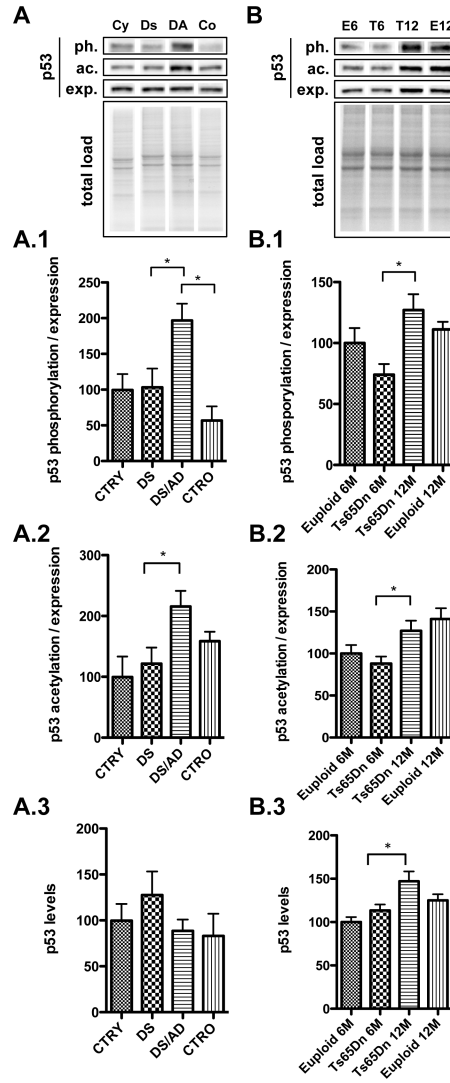 A
Cy Ds DA Co
p53
ph.
ac.
exp.
total load
B
E6 T6 T12 E12
p53
ph.
ac.
exp.
total load
A.1
p53 phosphorylation / expression
250
200
150
100
50
0
*
*
CTRY
DS
DS/AD
CTRO
B.1
p53 phosporylation / expression
150
100
50
0
*
Euploid 6M
Ts65Dn 6M
Ts65Dn 12M
Euploid 12M
A.2
p53 acetylation / expression
300
200
100
0
*
CTRY
DS
DS/AD
CTRO
B.2
p53 acetylation / expression
200
150
100
50
0
*
Euploid 6M
Ts65Dn 6M
Ts65Dn 12M
Euploid 12M
A.3
p53 levels
200
150
100
50
0
CTRY
DS
DS/AD
CTRO
B.3
p53 levels
200
150
100
50
0
*
Euploid 6M
Ts65Dn 6M
Ts65Dn 12M
Euploid 12M